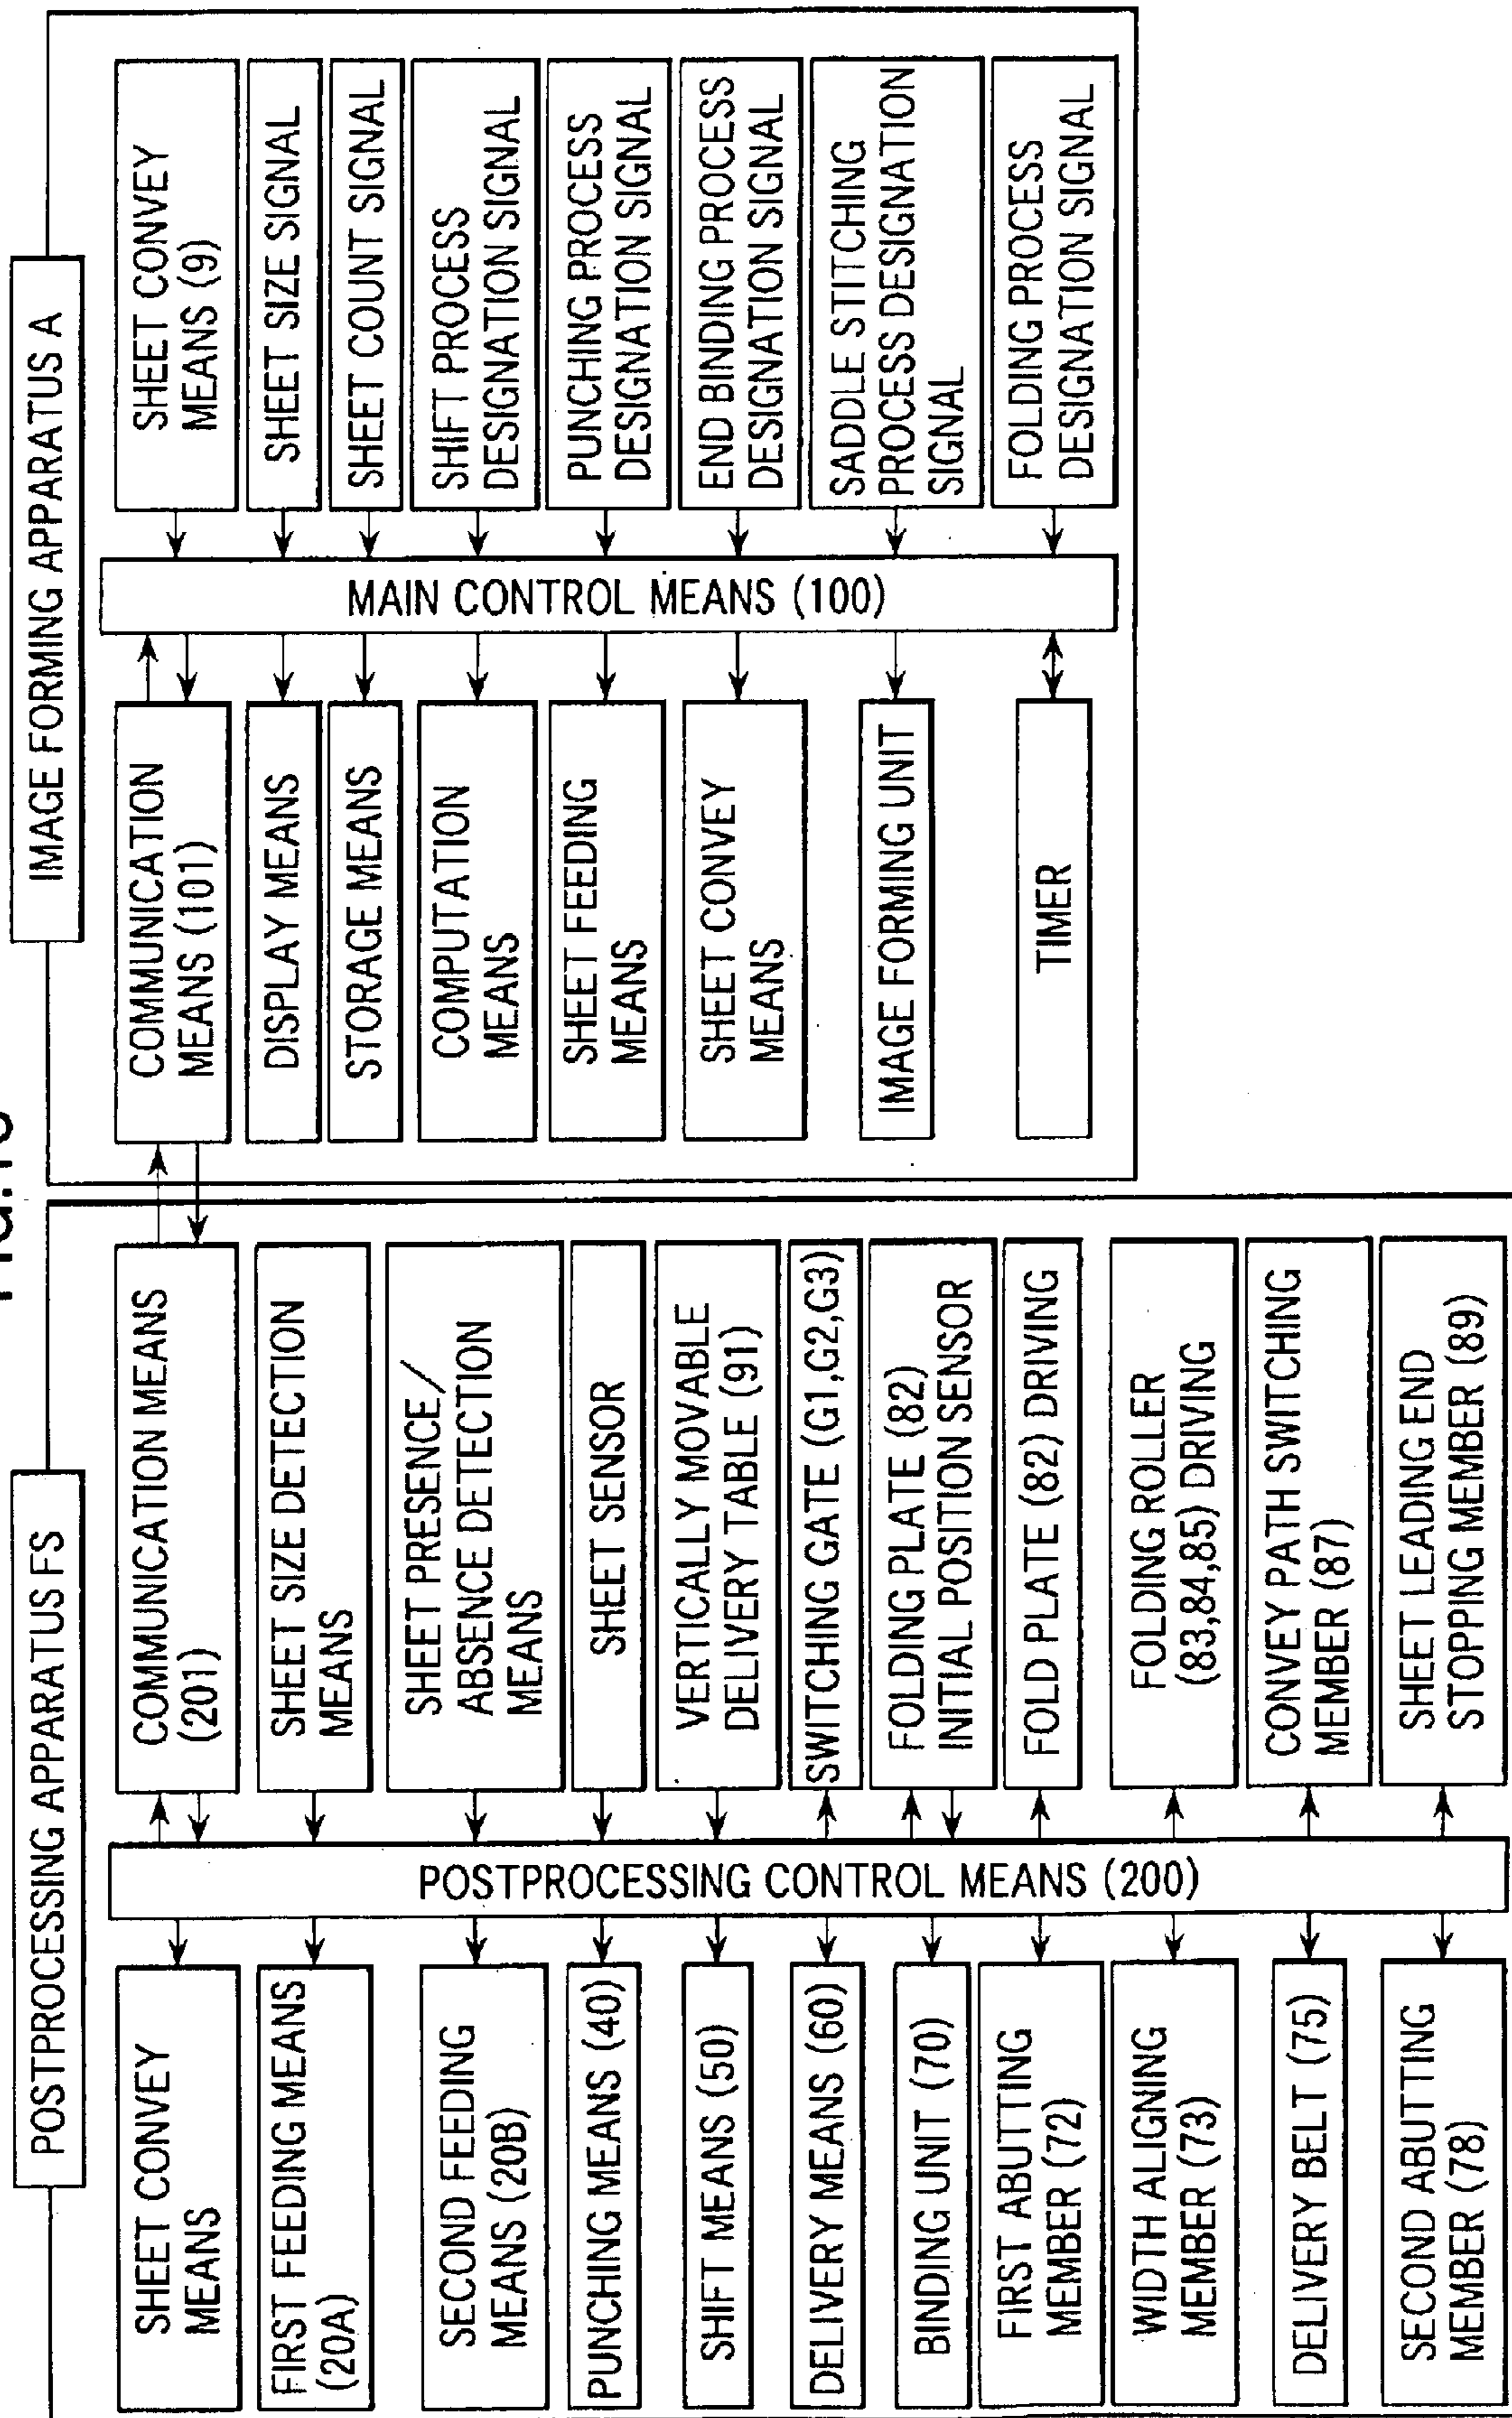 POSTPROCESSING APPARATUS FS
SHEET CONVEY
MEANS
FIRST FEEDING MEANS
(20A)
SECOND FEEDING
MEANS (20B)
PUNCHING MEANS (40)
SHIFT MEANS (50)
DELIVERY MEANS (60)
BINDING UNIT (70)
FIRST ABUTTING
MEMBER (72)
WIDTH ALIGNING
MEMBER (73)
DELIVERY BELT (75)
SECOND ABUTTING
MEMBER (78)
POSTPROCESSING CONTROL MEANS (200)
COMMUNICATION MEANS
(201)
SHEET SIZE DETECTION
MEANS
SHEET PRESENCE/
ABSENCE DETECTION
MEANS
SHEET SENSOR
VERTICALLY MOVABLE
DELIVERY TABLE (91)
SWITCHING GATE (G1,G2,G3)
FOLDING PLATE (82)
INITIAL POSITION SENSOR
FOLD PLATE (82) DRIVING
FOLDING ROLLER
(83,84,85) DRIVING
CONVEY PATH SWITCHING
MEMBER (87)
SHEET LEADING END
STOPPING MEMBER (89)
IMAGE FORMING APPARATUS A
COMMUNICATION
MEANS (101)
DISPLAY MEANS
STORAGE MEANS
COMPUTATION
MEANS
SHEET FEEDING
MEANS
SHEET CONVEY
MEANS
IMAGE FORMING UNIT
TIMER
MAIN CONTROL MEANS (100)
SHEET CONVEY
MEANS (9)
SHEET SIZE SIGNAL
SHEET COUNT SIGNAL
SHIFT PROCESS
DESIGNATION SIGNAL
PUNCHING PROCESS
DESIGNATION SIGNAL
END BINDING PROCESS
DESIGNATION SIGNAL
SADDLE STITCHING
PROCESS DESIGNATION
SIGNAL
FOLDING PROCESS
DESIGNATION SIGNAL